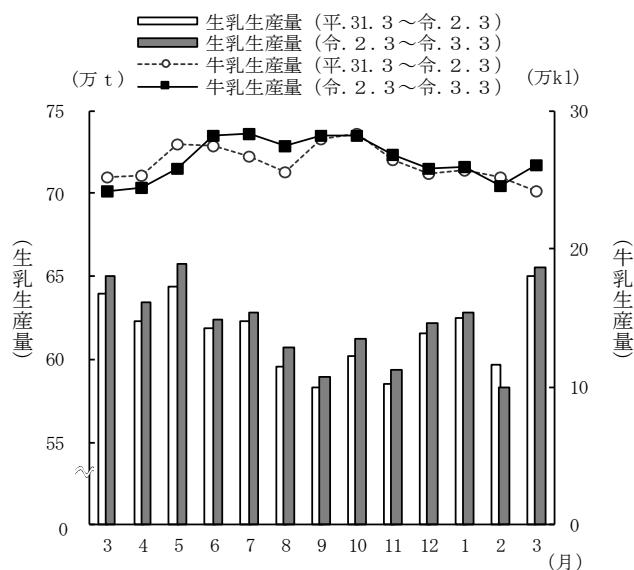 生乳生産量（平.31.3～令.2.3）
生乳生産量（令.2.3～令.3.3）
牛乳生産量（平.31.3～令.2.3）
牛乳生産量（令.2.3～令.3.3）
(万ｔ)
(万kl)
75
70
65
60
55
0
（生乳生産量）
30
20
10
0
（牛乳生産量）
3 4 5 6 7 8 9 10 11 12 1 2 3
(月)